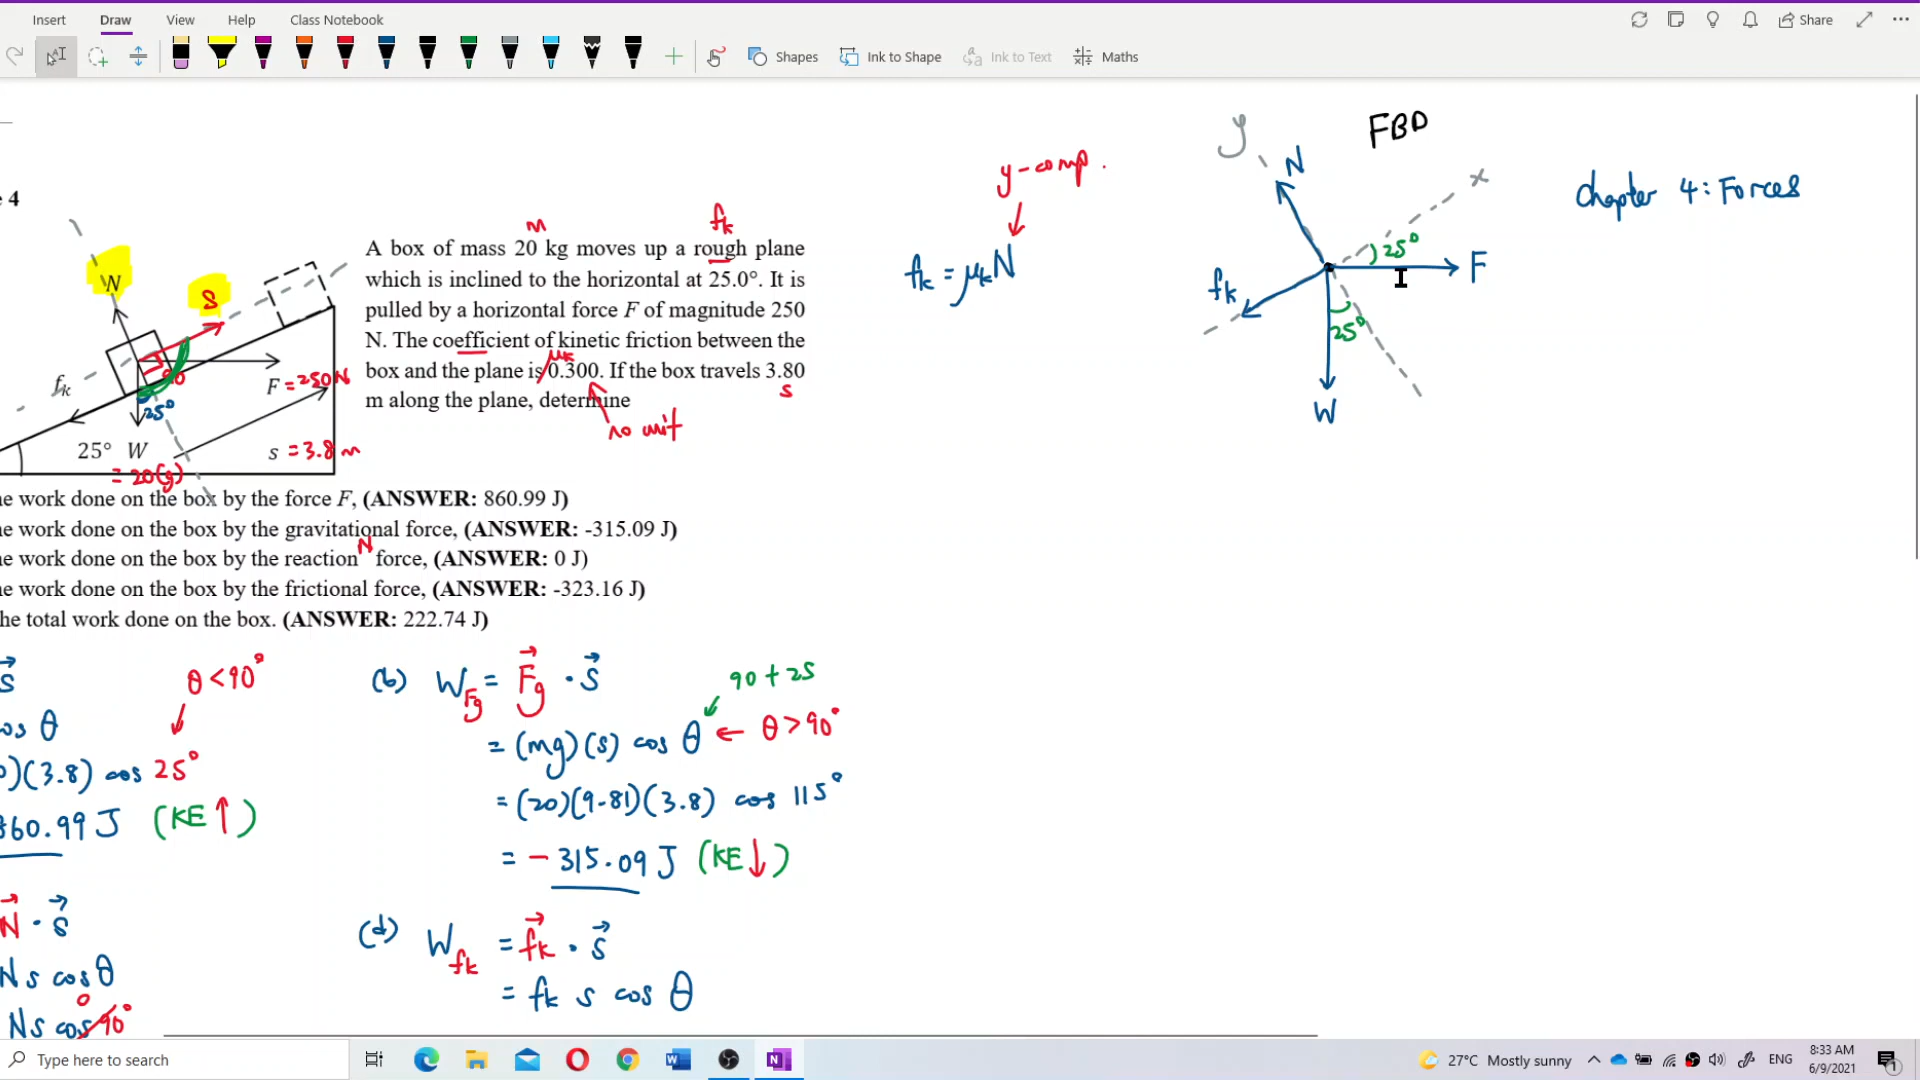 Insert Draw View Help Class Notebook Share
Shapes Ink to Shape Ink to Text Maths
e 4
FBD
y
x
N
y-comp.
Chapter 4: Forces
m
fk
A box of mass 20 kg moves up a rough plane
which is inclined to the horizontal at 25.0°. It is
pulled by a horizontal force F of magnitude 250
N. The coefficient of kinetic friction between the
μk
box and the plane is 0.300. If the box travels 3.80
s
m along the plane, determine
no unit
fk = μkN
25°
F
fk
25°
W
N
S
90
fk
F = 250N
25°
25° W
s = 3.8 m
= 20(g)
ne work done on the box by the force F, (ANSWER: 860.99 J)
ne work done on the box by the gravitational force, (ANSWER: -315.09 J)
N
ne work done on the box by the reaction force, (ANSWER: 0 J)
ne work done on the box by the frictional force, (ANSWER: -323.16 J)
he total work done on the box. (ANSWER: 222.74 J)
s
θ < 90°
os θ
)(3.8) cos 25°
860.99 J (KE ↑)
(b) WFg = Fg · s
90 + 25
= (mg)(s) cos θ ← θ > 90°
= (20)(9.81)(3.8) cos 115°
= - 315.09 J (KE ↓)
N · s
Ns cos θ
0
Ns cos 90°
(d) Wfk = fk · s
= fk s cos θ
Type here to search
27°C Mostly sunny ENG 8:33 AM
6/9/2021
1